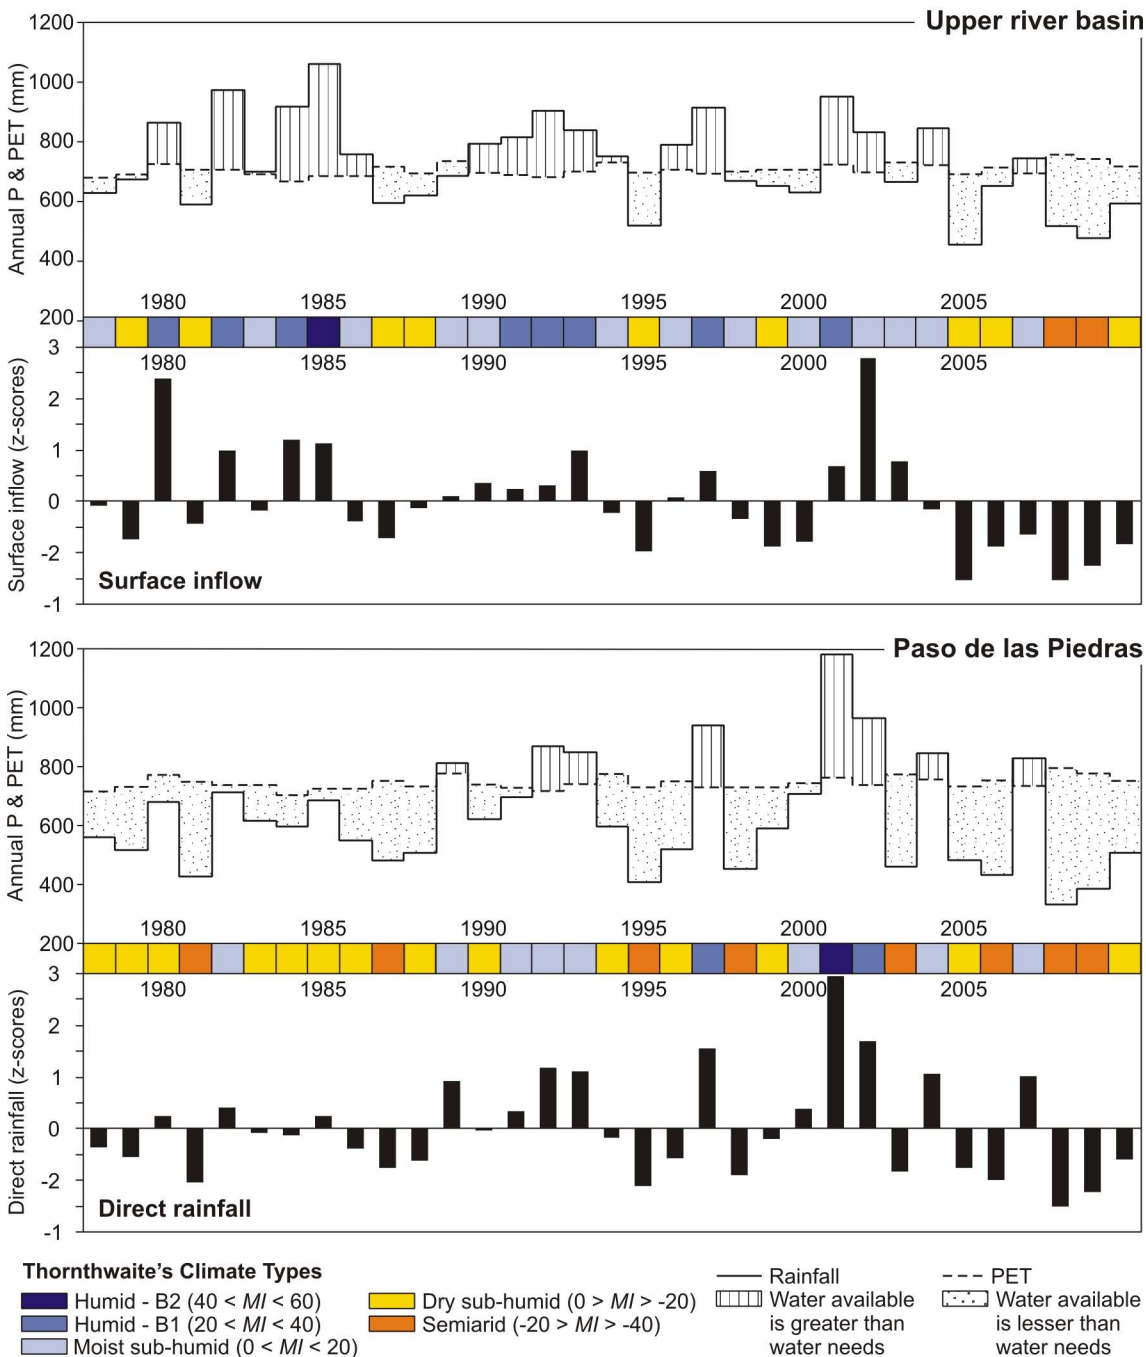 Upper river basin
Annual P & PET (mm)
1200
1000
800
600
400
200
1980 1985 1990 1995 2000 2005
3
2
1
0
-2
-1
1980 1985 1990 1995 2000 2005
Surface inflow (z-scores)
Surface inflow
Paso de las Piedras
Annual P & PET (mm)
1200
1000
800
600
400
200
1980 1985 1990 1995 2000 2005
3
2
1
0
-2
-1
1980 1985 1990 1995 2000 2005
Direct rainfall (z-scores)
Direct rainfall
Thornthwaite's Climate Types
Humid - B2 (40 < MI < 60)
Humid - B1 (20 < MI < 40)
Moist sub-humid (0 < MI < 20)
Dry sub-humid (0 > MI > -20)
Semiarid (-20 > MI > -40)
Rainfall
Water available
is greater than
water needs
PET
Water available
is lesser than
water needs